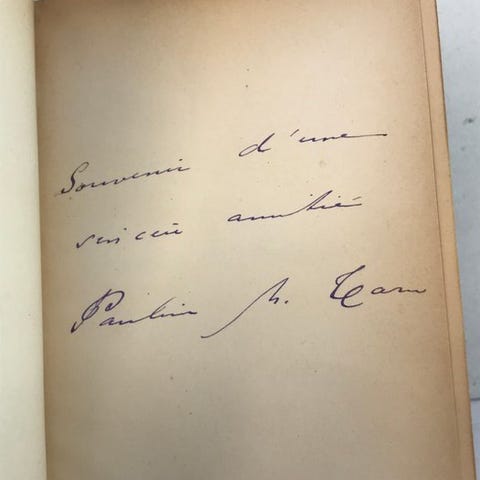 Souvenir d'une
sincère amitié
Pauline M.